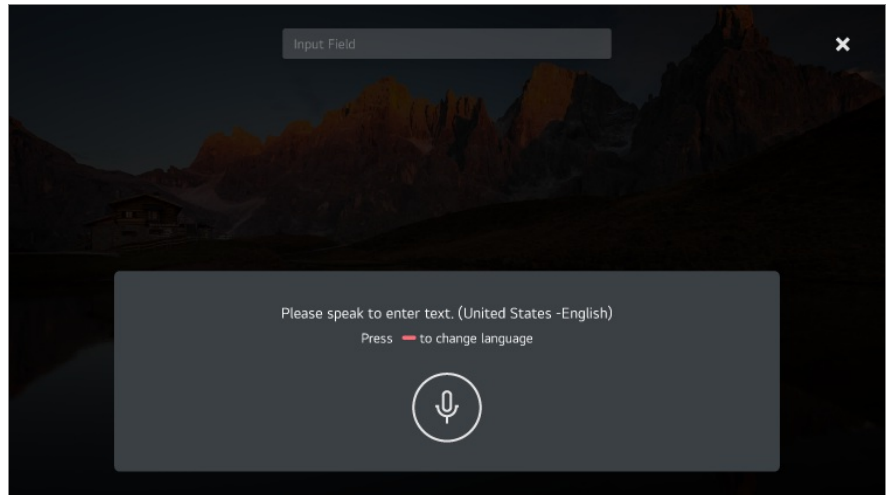 Input Field
Please speak to enter text. (United States -English)
Press to change language